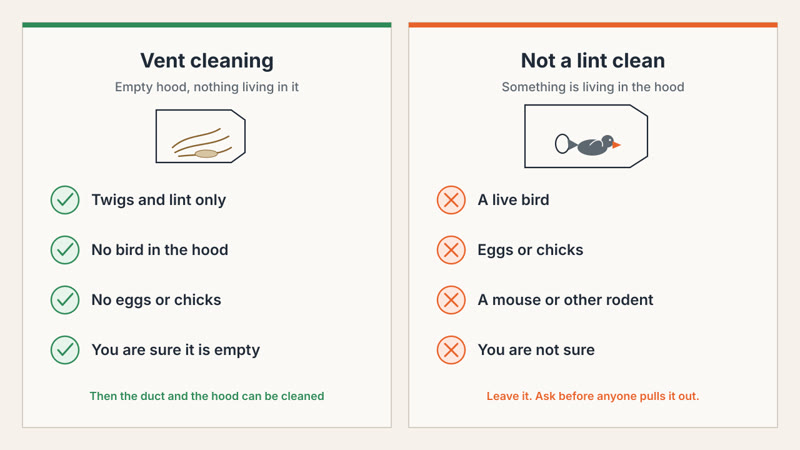 Vent cleaning
Empty hood, nothing living in it
Twigs and lint only
No bird in the hood
No eggs or chicks
You are sure it is empty
Then the duct and the hood can be cleaned
Not a lint clean
Something is living in the hood
A live bird
Eggs or chicks
A mouse or other rodent
You are not sure
Leave it. Ask before anyone pulls it out.